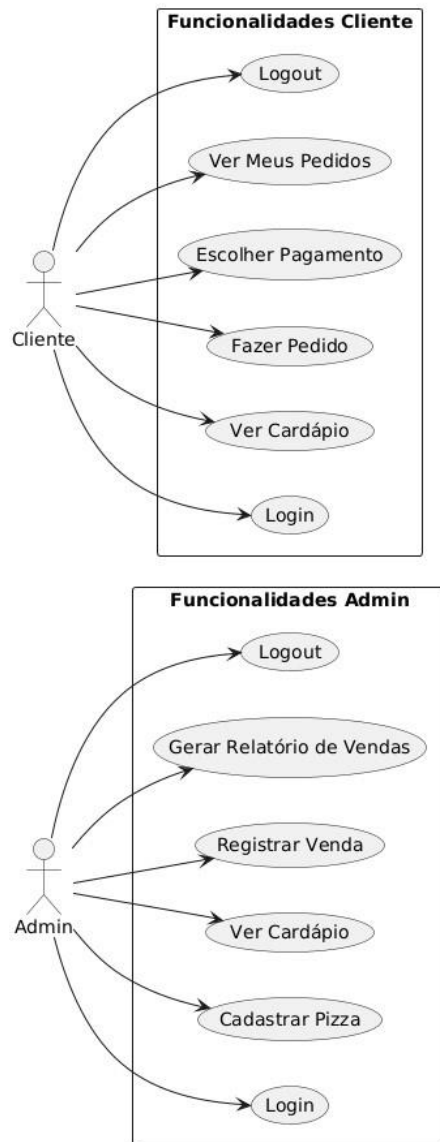 Funcionalidades Cliente
Logout
Ver Meus Pedidos
Escolher Pagamento
Cliente
Fazer Pedido
Ver Cardápio
Login
Funcionalidades Admin
Logout
Gerar Relatório de Vendas
Registrar Venda
Admin
Ver Cardápio
Cadastrar Pizza
Login